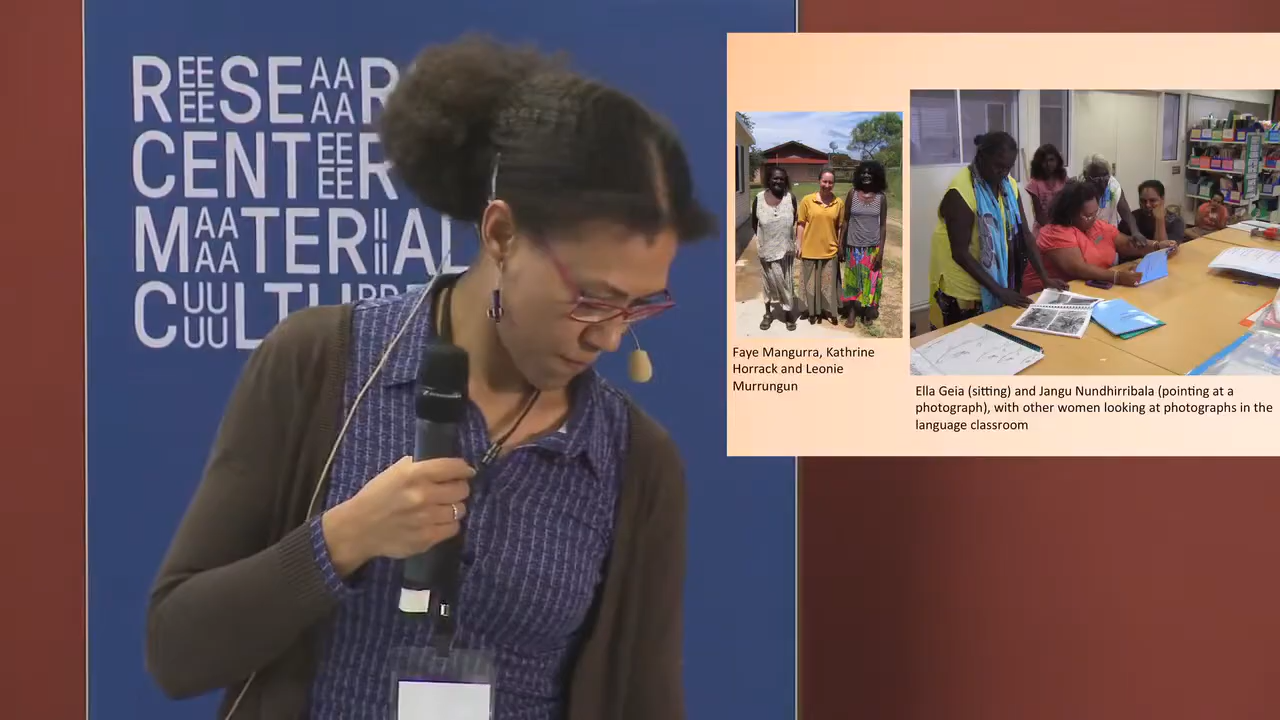 RESEAR
CENTER
MATERIAL
CULTU
Faye Mangurra, Kathrine
Horrack and Leonie
Murrungun
Ella Geia (sitting) and Jangu Nundhirribala (pointing at a
photograph), with other women looking at photographs in the
language classroom